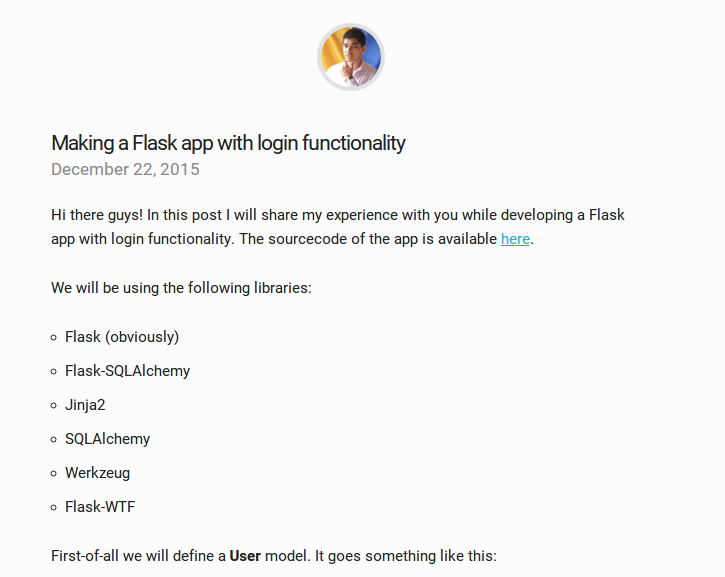 Making a Flask app with login functionality
December 22, 2015
Hi there guys! In this post I will share my experience with you while developing a Flask
app with login functionality. The sourcecode of the app is available here.
We will be using the following libraries:
Flask (obviously)
Flask-SQLAlchemy
Jinja2
SQLAlchemy
Werkzeug
Flask-WTF
First-of-all we will define a User model. It goes something like this: